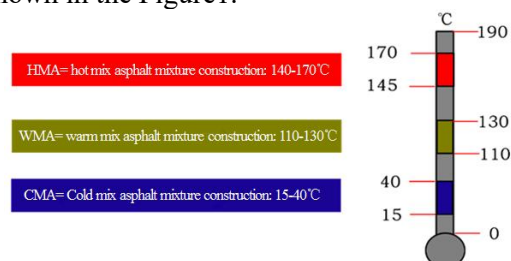 shown in the Figure1.
℃
190
170
HMA= hot mix asphalt mixture construction: 140-170℃
145
130
WMA= warm mix asphalt mixture construction: 110-130℃
110
40
CMA= Cold mix asphalt mixture construction: 15-40℃
15
0